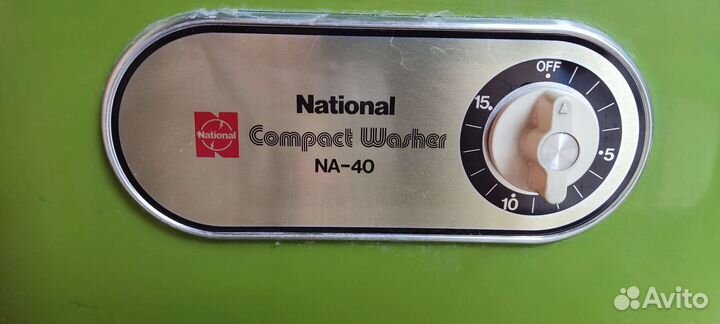 National
National
Compact Washer
NA-40
OFF
5
10
15
Avito